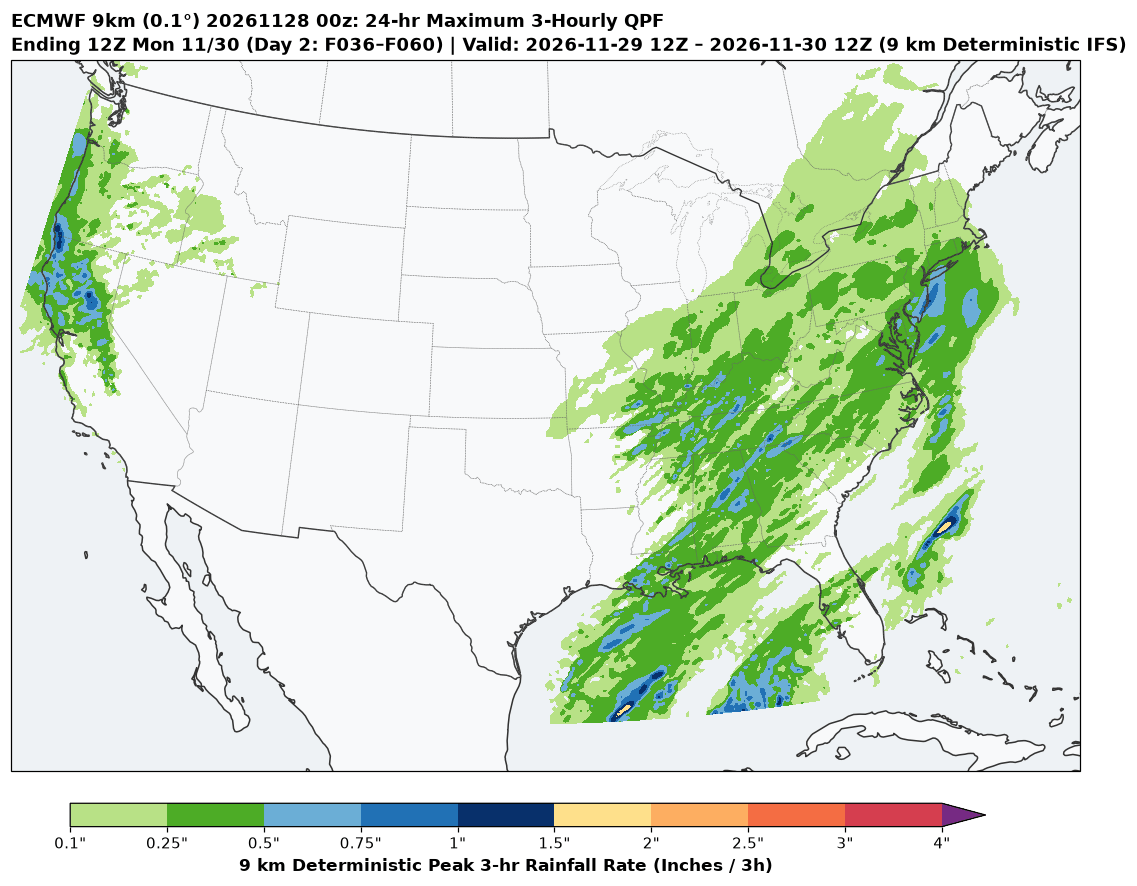 ECMWF 9km (0.1°) 20261128 00z: 24-hr Maximum 3-Hourly QPF
Ending 12Z Mon 11/30 (Day 2: F036–F060) | Valid: 2026-11-29 12Z – 2026-11-30 12Z (9 km Deterministic IFS)
0.1" 0.25" 0.5" 0.75" 1" 1.5" 2" 2.5" 3" 4"
9 km Deterministic Peak 3-hr Rainfall Rate (Inches / 3h)